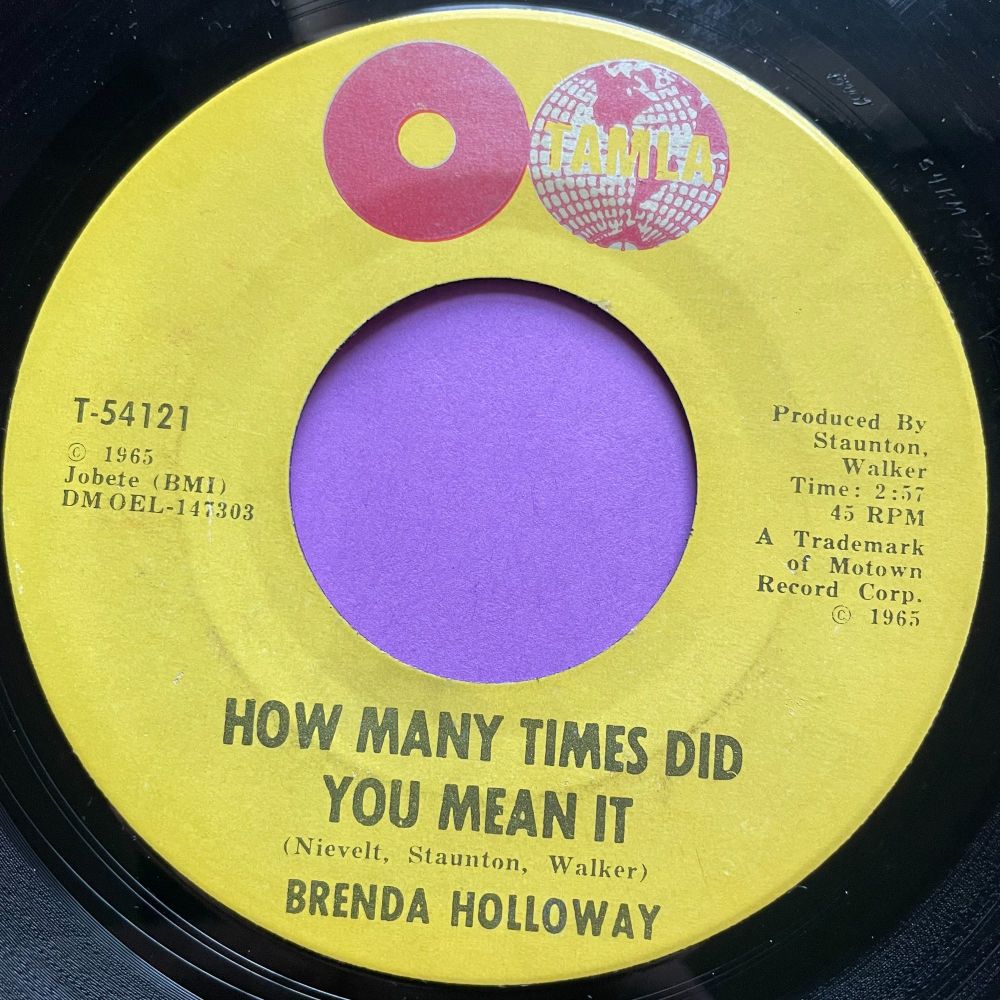 TAMLA
T-54121
© 1965
Jobete (BMI)
DM OEL-147303
Produced By
Staunton,
Walker
Time: 2:57
45 RPM
A Trademark
of Motown
Record Corp.
© 1965
HOW MANY TIMES DID
YOU MEAN IT
(Nievelt, Staunton, Walker)
BRENDA HOLLOWAY